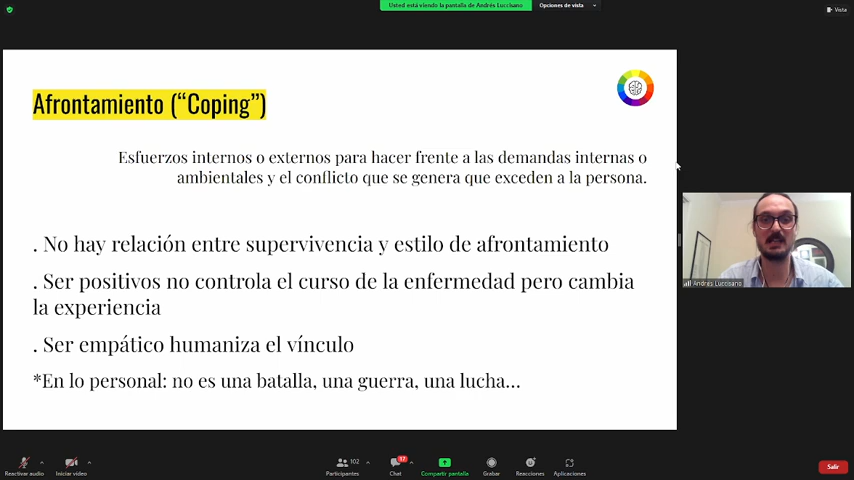 Usted está viendo la pantalla de Andrés Luccisano
Opciones de vista
Vista
Afrontamiento (“Coping”)
Esfuerzos internos o externos para hacer frente a las demandas internas o
ambientales y el conflicto que se genera que exceden a la persona.
. No hay relación entre supervivencia y estilo de afrontamiento
. Ser positivos no controla el curso de la enfermedad pero cambia
la experiencia
. Ser empático humaniza el vínculo
*En lo personal: no es una batalla, una guerra, una lucha...
Andrés Luccisano
Reactivar audio
Iniciar video
102
Participantes
37
Chat
Compartir pantalla
Grabar
Reacciones
Aplicaciones
Salir